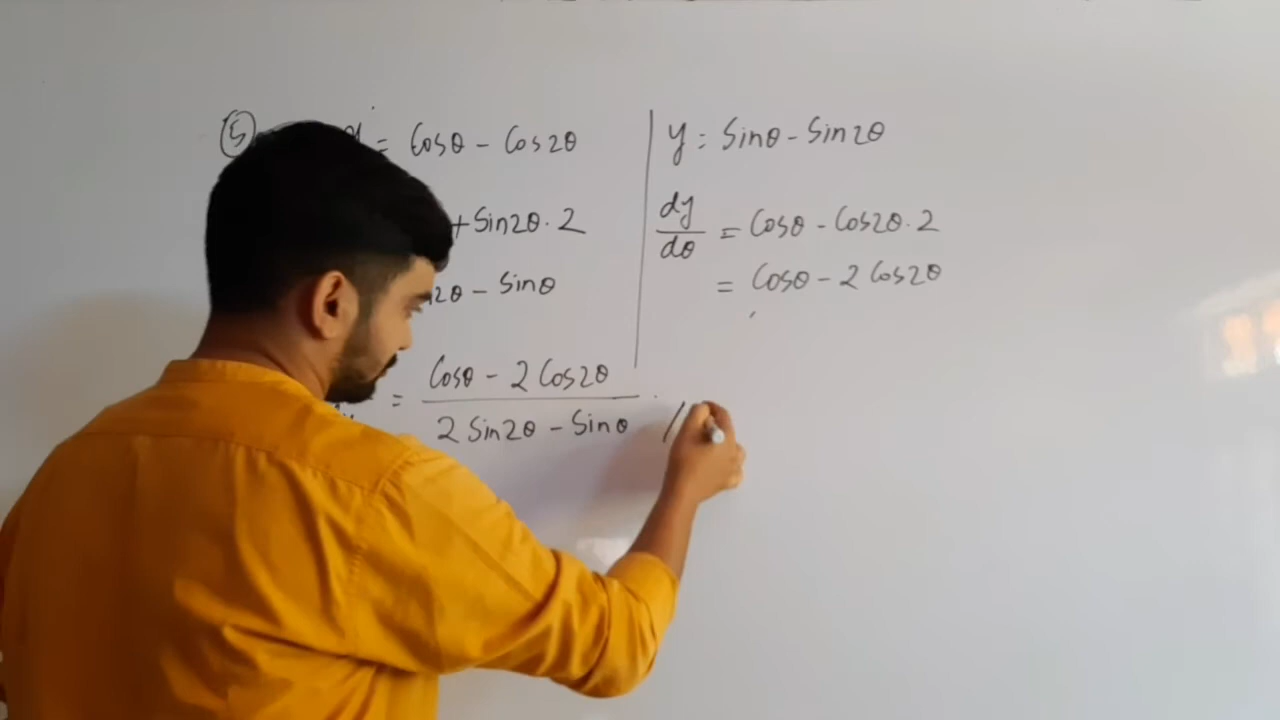 (5) = Cosθ - Cos2θ
+ Sin2θ · 2
2θ - Sinθ
= Cosθ - 2 Cos2θ
2 Sin2θ - Sinθ
y = Sinθ - Sin2θ
dy/dθ = Cosθ - Cos2θ · 2
= Cosθ - 2 Cos2θ